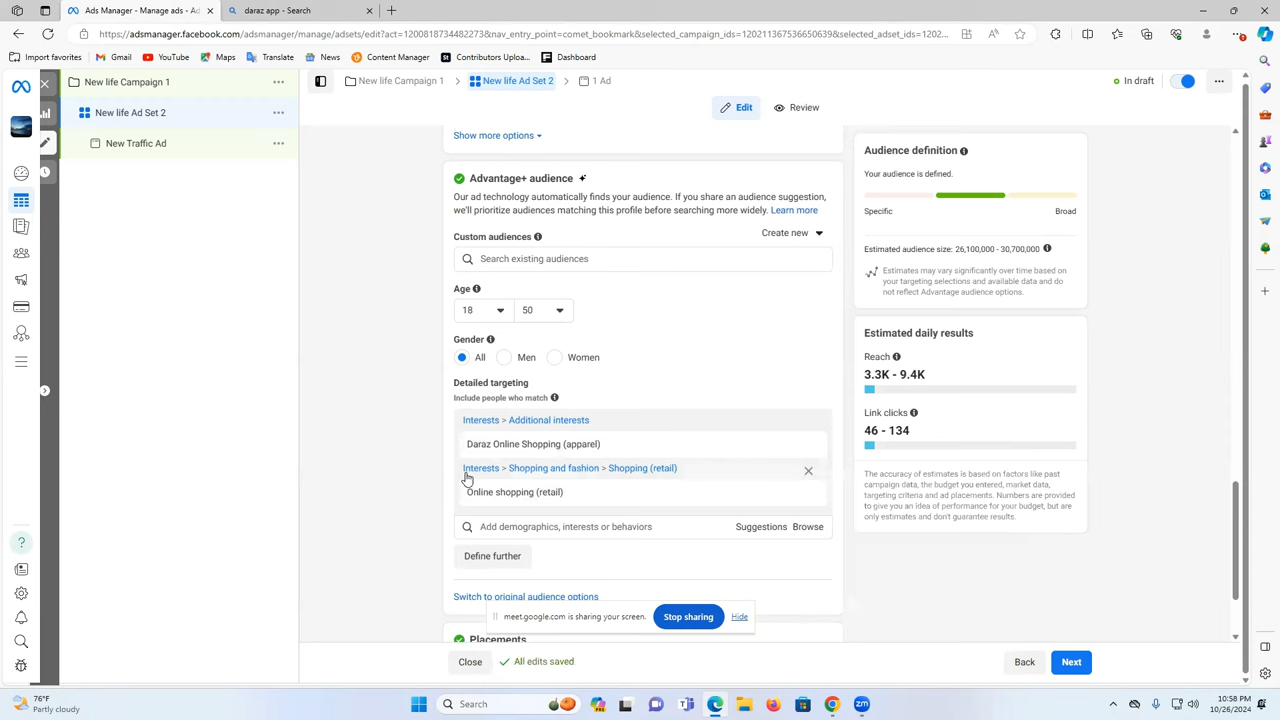 Ads Manager - Manage ads - Ad
daraz app - Search
https://adsmanager.facebook.com/adsmanager/manage/adsets/edit?act=1200818734482273&nav_entry_point=comet_bookmark&selected_campaign_ids=120211367536650639&selected_adset_ids=1202...
Import favorites
Gmail
YouTube
Maps
Translate
News
Content Manager
Contributors Uploa...
Dashboard
New life Campaign 1
New life Campaign 1
New life Ad Set 2
1 Ad
In draft
New life Ad Set 2
Edit
Review
New Traffic Ad
Show more options
Advantage+ audience
Our ad technology automatically finds your audience. If you share an audience suggestion,
we'll prioritize audiences matching this profile before searching more widely. Learn more
Custom audiences
Create new
Search existing audiences
Age
18
50
Gender
All
Men
Women
Detailed targeting
Include people who match
Interests > Additional interests
Daraz Online Shopping (apparel)
Interests > Shopping and fashion > Shopping (retail)
Online shopping (retail)
Add demographics, interests or behaviors
Suggestions
Browse
Define further
Switch to original audience options
Placements
Audience definition
Your audience is defined.
Specific
Broad
Estimated audience size: 26,100,000 - 30,700,000
Estimates may vary significantly over time based on
your targeting selections and available data and do
not reflect Advantage audience options.
Estimated daily results
Reach
3.3K - 9.4K
Link clicks
46 - 134
The accuracy of estimates is based on factors like past
campaign data, the budget you entered, market data,
targeting criteria and ad placements. Numbers are provided
to give you an idea of performance for your budget, but are
only estimates and don't guarantee results.
meet.google.com is sharing your screen.
Stop sharing
Hide
Close
All edits saved
Back
Next
76°F
Partly cloudy
Search
10:58 PM
10/26/2024